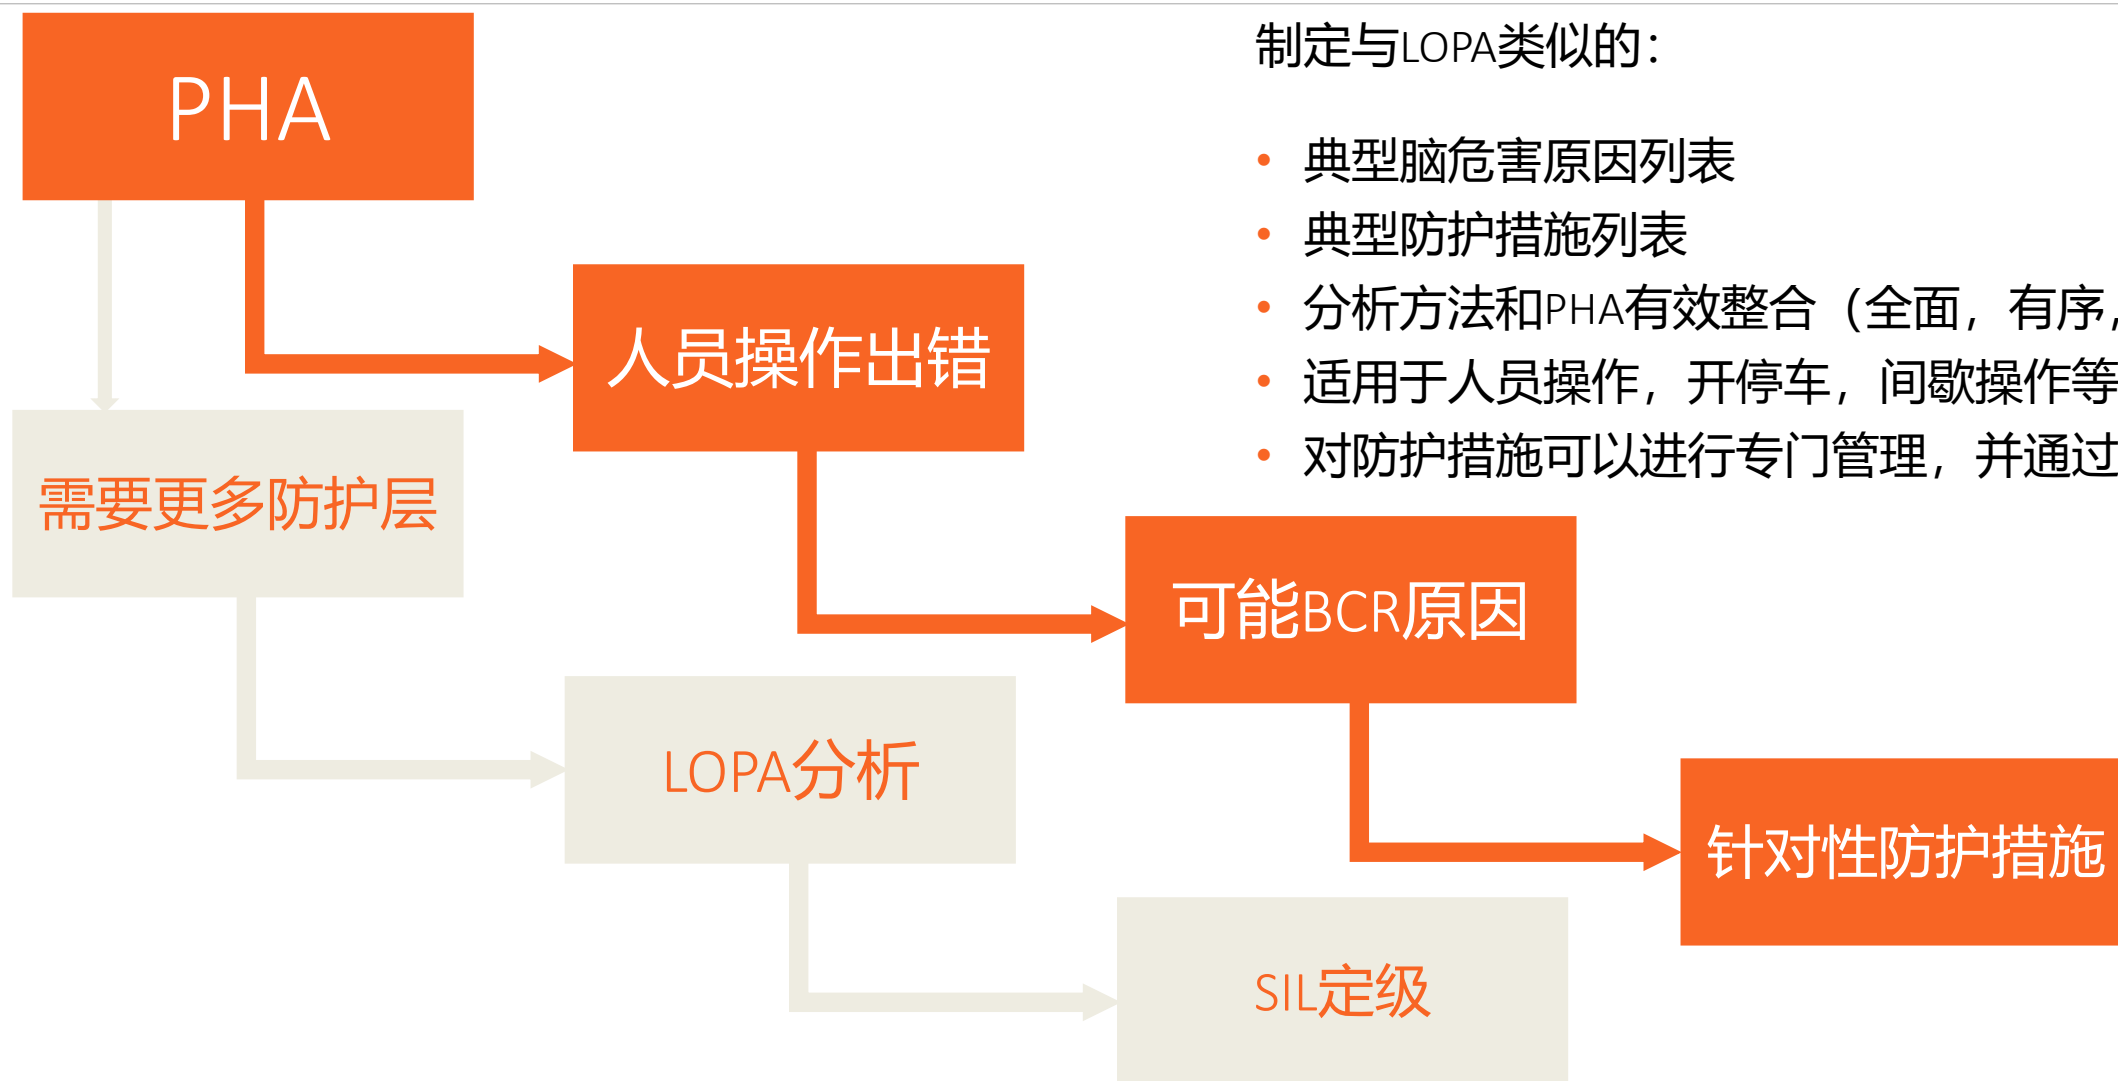 PHA
制定与LOPA类似的：
• 典型脑危害原因列表
• 典型防护措施列表
• 分析方法和PHA有效整合（全面，有序，
• 适用于人员操作，开停车，间歇操作等
• 对防护措施可以进行专门管理，并通过
人员操作出错
需要更多防护层
可能BCR原因
LOPA分析
针对性防护措施
SIL定级